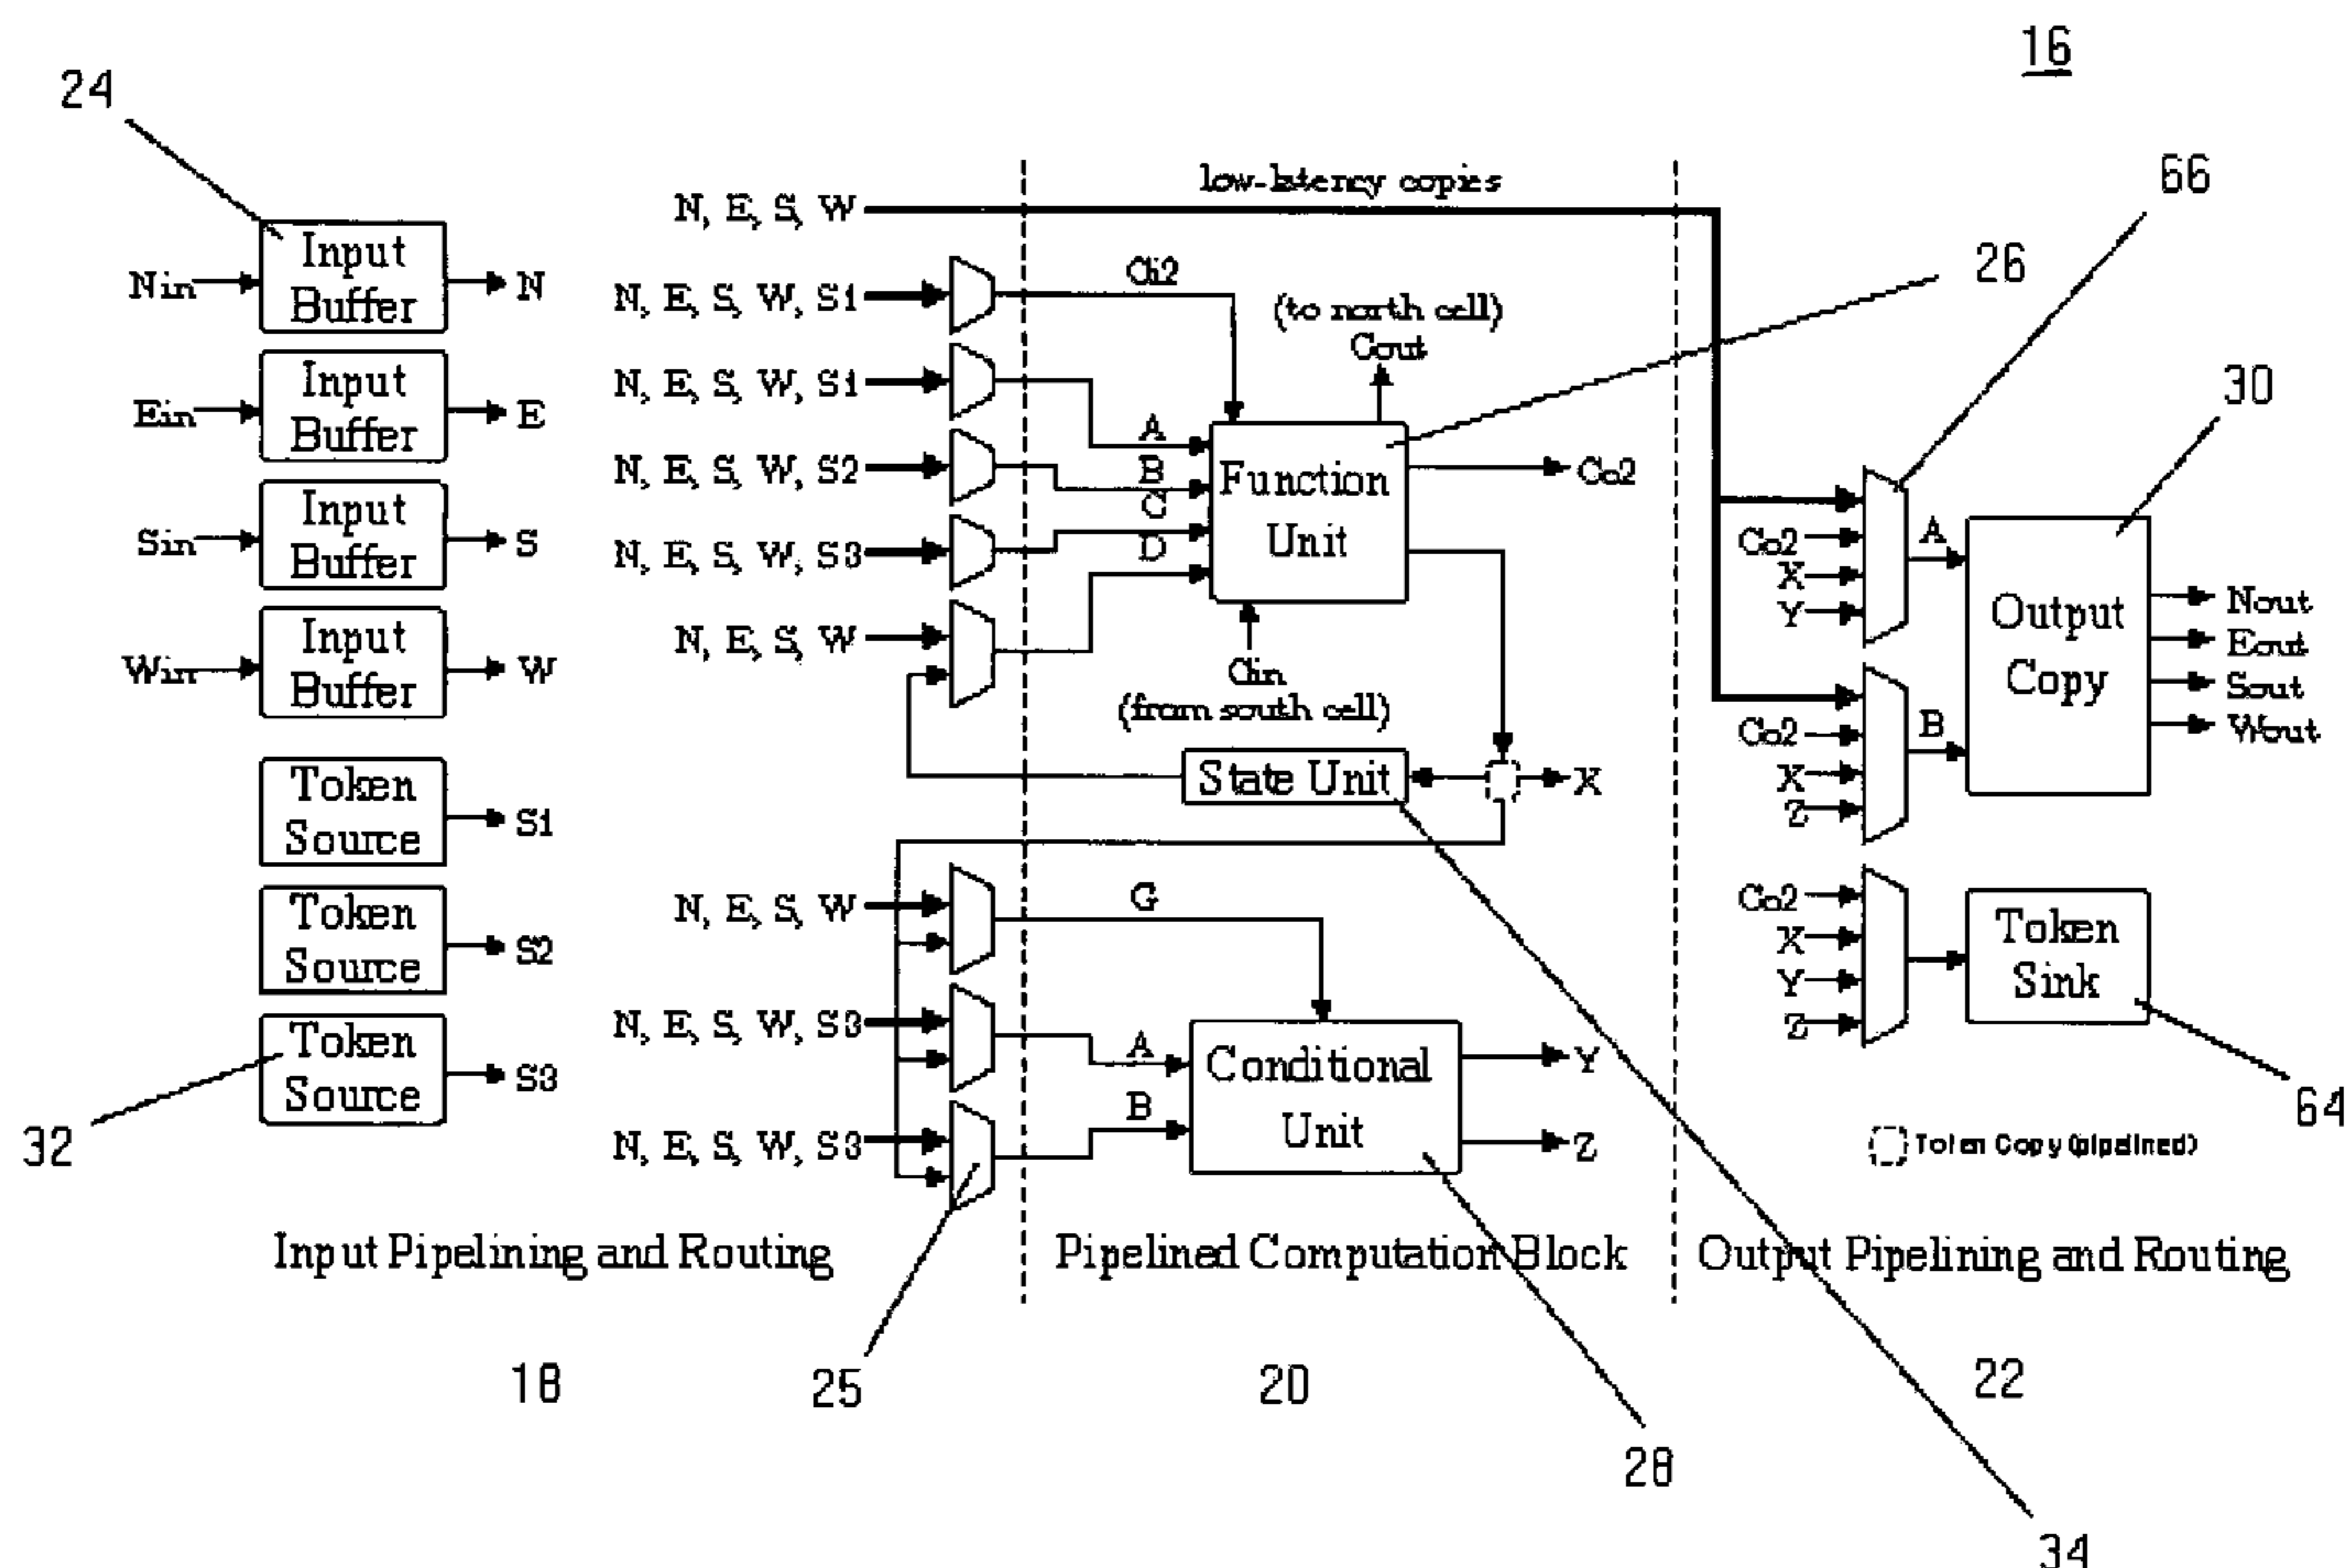 16
24
66
26
30
low-latency copies
N, E, S, W
Input
Buffer
Nin
N
Input
Buffer
Ein
E
Input
Buffer
Sin
S
Input
Buffer
Win
W
Token
Source
S1
Token
Source
S2
Token
Source
S3
32
N, E, S, W, S1
N, E, S, W, S1
N, E, S, W, S2
N, E, S, W, S3
N, E, S, W
Ci2
(to north cell)
Cout
A
B
C
D
Function
Unit
Co2
Cin
(from south cell)
State Unit
X
N, E, S, W
G
N, E, S, W, S3
N, E, S, W, S3
A
B
Conditional
Unit
Y
Z
Co2
X
Y
A
Co2
X
Z
B
Output
Copy
Nout
Eout
Sout
Wout
Co2
X
Y
Z
Token
Sink
64
Token Copy (pipelined)
Input Pipelining and Routing
Pipelined Computation Block
Output Pipelining and Routing
18
25
20
22
28
34